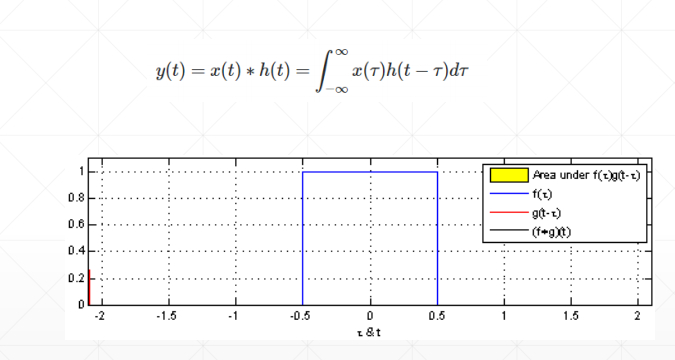 y(t) = x(t) * h(t) = ∫_{-∞}^{∞} x(τ)h(t − τ)dτ
Area under f(τ)g(t-τ)
f(τ)
g(t-τ)
(f*g)(t)
1
0.8
0.6
0.4
0.2
0
-2 -1.5 -1 -0.5 0 0.5 1 1.5 2
τ & t